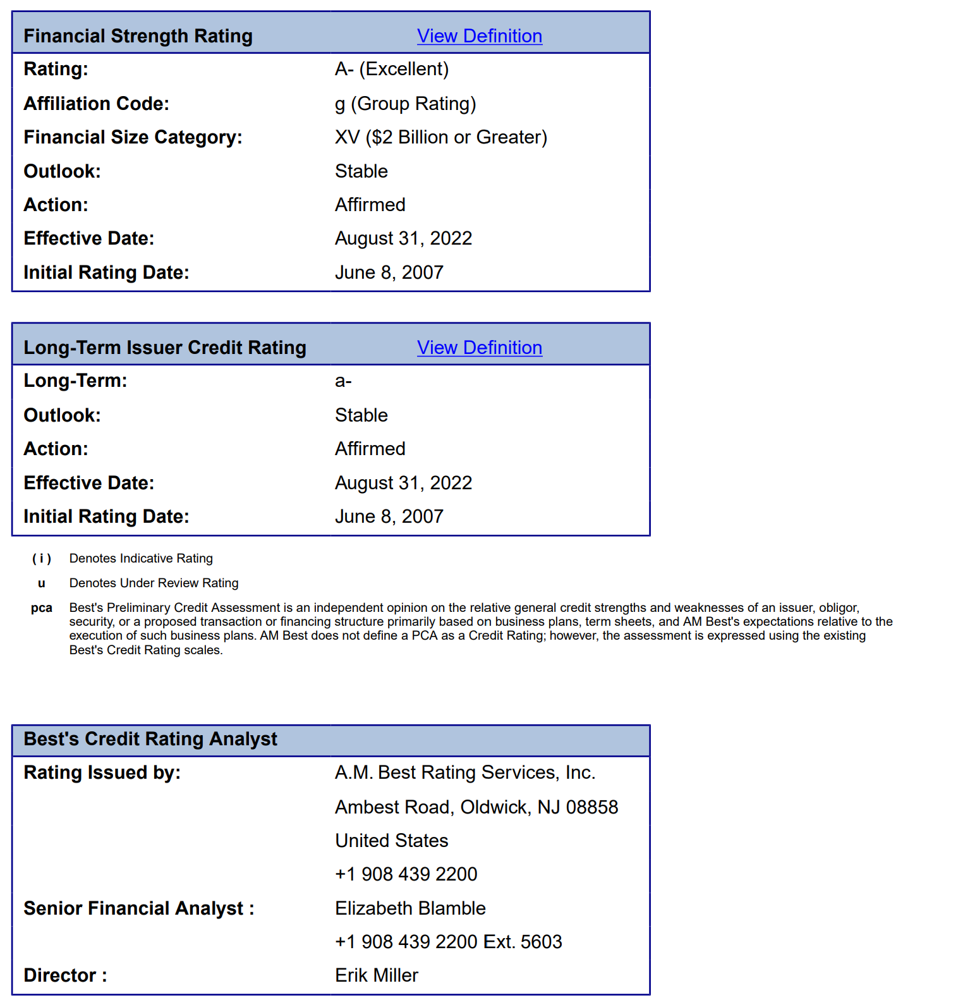 Financial Strength Rating View Definition
Rating: A- (Excellent)
Affiliation Code: g (Group Rating)
Financial Size Category: XV ($2 Billion or Greater)
Outlook: Stable
Action: Affirmed
Effective Date: August 31, 2022
Initial Rating Date: June 8, 2007
Long-Term Issuer Credit Rating View Definition
Long-Term: a-
Outlook: Stable
Action: Affirmed
Effective Date: August 31, 2022
Initial Rating Date: June 8, 2007
( i ) Denotes Indicative Rating
u Denotes Under Review Rating
pca Best's Preliminary Credit Assessment is an independent opinion on the relative general credit strengths and weaknesses of an issuer, obligor,
security, or a proposed transaction or financing structure primarily based on business plans, term sheets, and AM Best's expectations relative to the
execution of such business plans. AM Best does not define a PCA as a Credit Rating; however, the assessment is expressed using the existing
Best's Credit Rating scales.
Best's Credit Rating Analyst
Rating Issued by: A.M. Best Rating Services, Inc.
Ambest Road, Oldwick, NJ 08858
United States
+1 908 439 2200
Senior Financial Analyst : Elizabeth Blamble
+1 908 439 2200 Ext. 5603
Director : Erik Miller